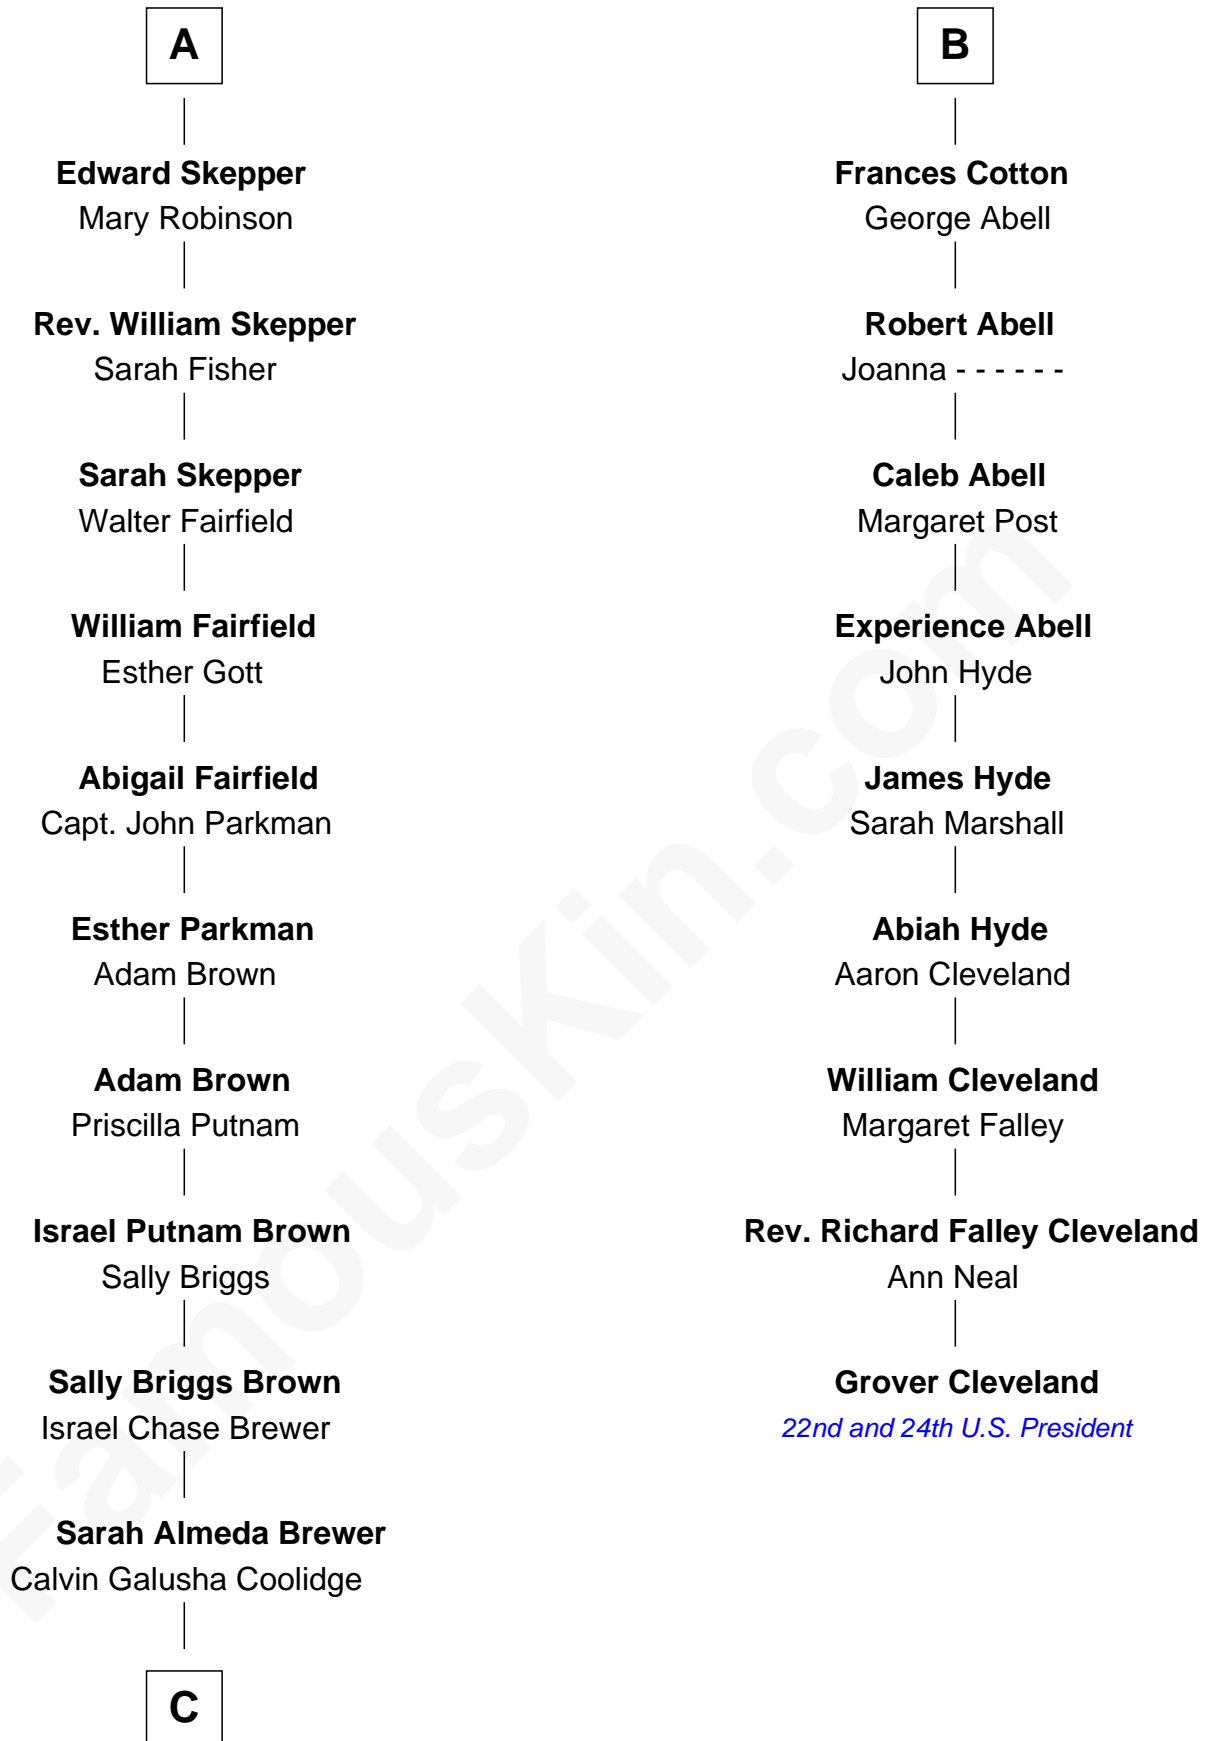 A
Edward Skepper
Mary Robinson
Rev. William Skepper
Sarah Fisher
Sarah Skepper
Walter Fairfield
William Fairfield
Esther Gott
Abigail Fairfield
Capt. John Parkman
Esther Parkman
Adam Brown
Adam Brown
Priscilla Putnam
Israel Putnam Brown
Sally Briggs
Sally Briggs Brown
Israel Chase Brewer
Sarah Almeda Brewer
Calvin Galusha Coolidge
C
B
Frances Cotton
George Abell
Robert Abell
Joanna - - - - - -
Caleb Abell
Margaret Post
Experience Abell
John Hyde
James Hyde
Sarah Marshall
Abiah Hyde
Aaron Cleveland
William Cleveland
Margaret Falley
Rev. Richard Falley Cleveland
Ann Neal
Grover Cleveland
22nd and 24th U.S. President
FamousKin.com